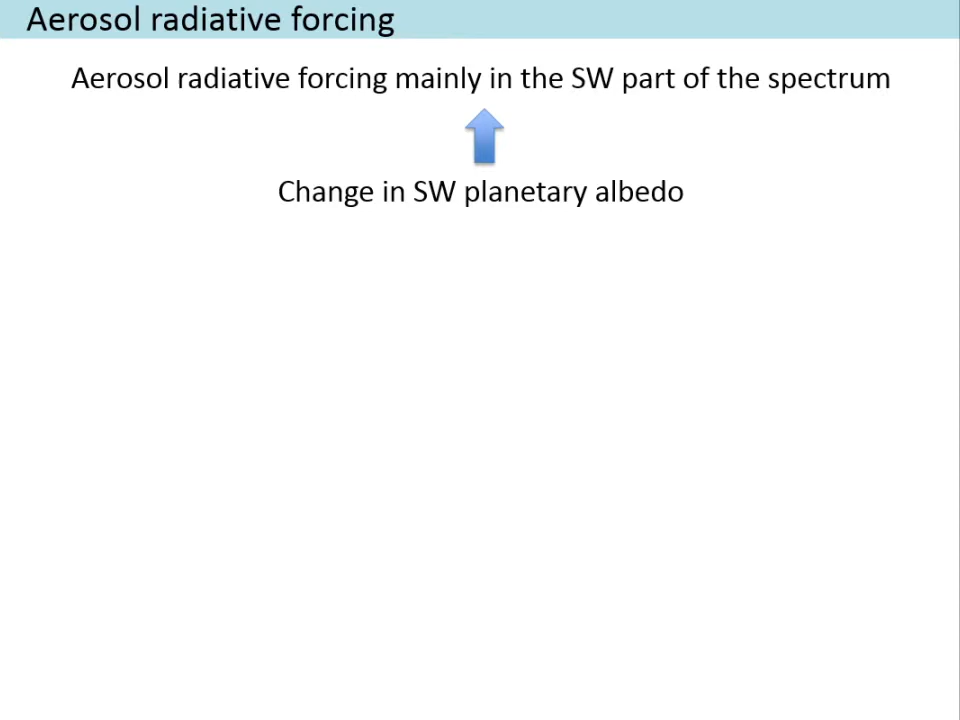 Aerosol radiative forcing
Aerosol radiative forcing mainly in the SW part of the spectrum
Change in SW planetary albedo